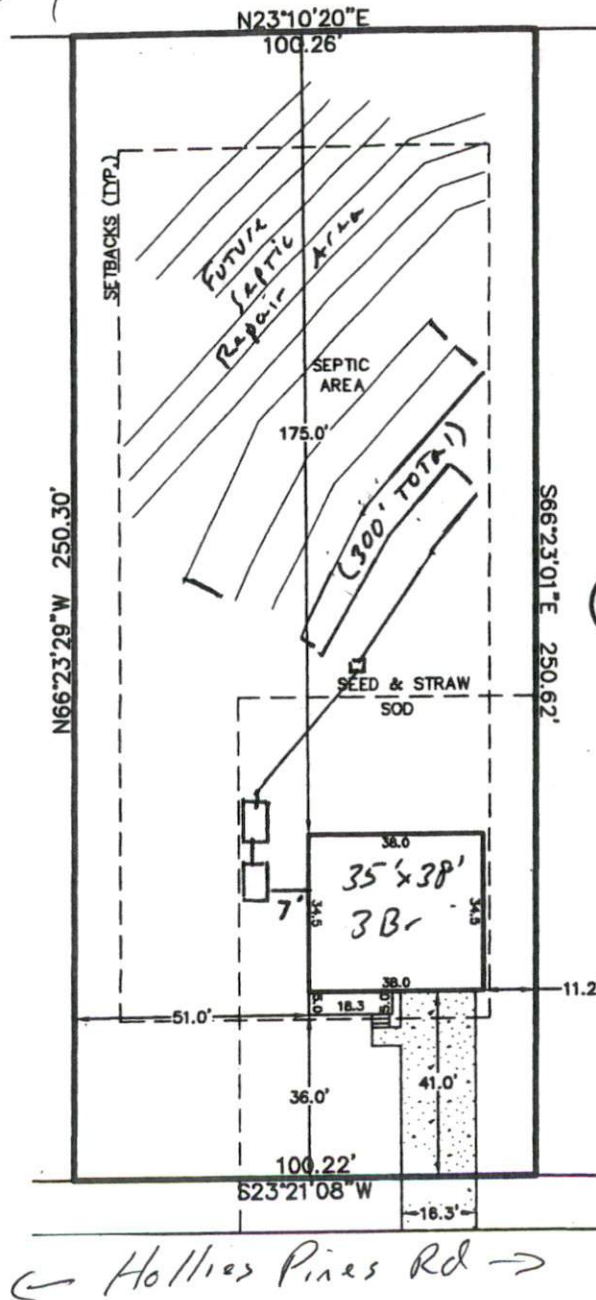 N23°10'20"E
100.26'
SETBACKS (TYP.)
Future
Septic
Repair Area
SEPTIC
AREA
175.0'
(300' TOTAL)
N66°23'29"W 250.30'
S66°23'01"E 250.62'
SEED & STRAW
SOD
38.0
35'x38'
3 Br
7'
34.5
34.5
38.0
11.2
5.0
18.3
5.0
51.0'
36.0'
41.0'
100.22'
S23°21'08"W
16.3'
← Hollies Pines Rd →